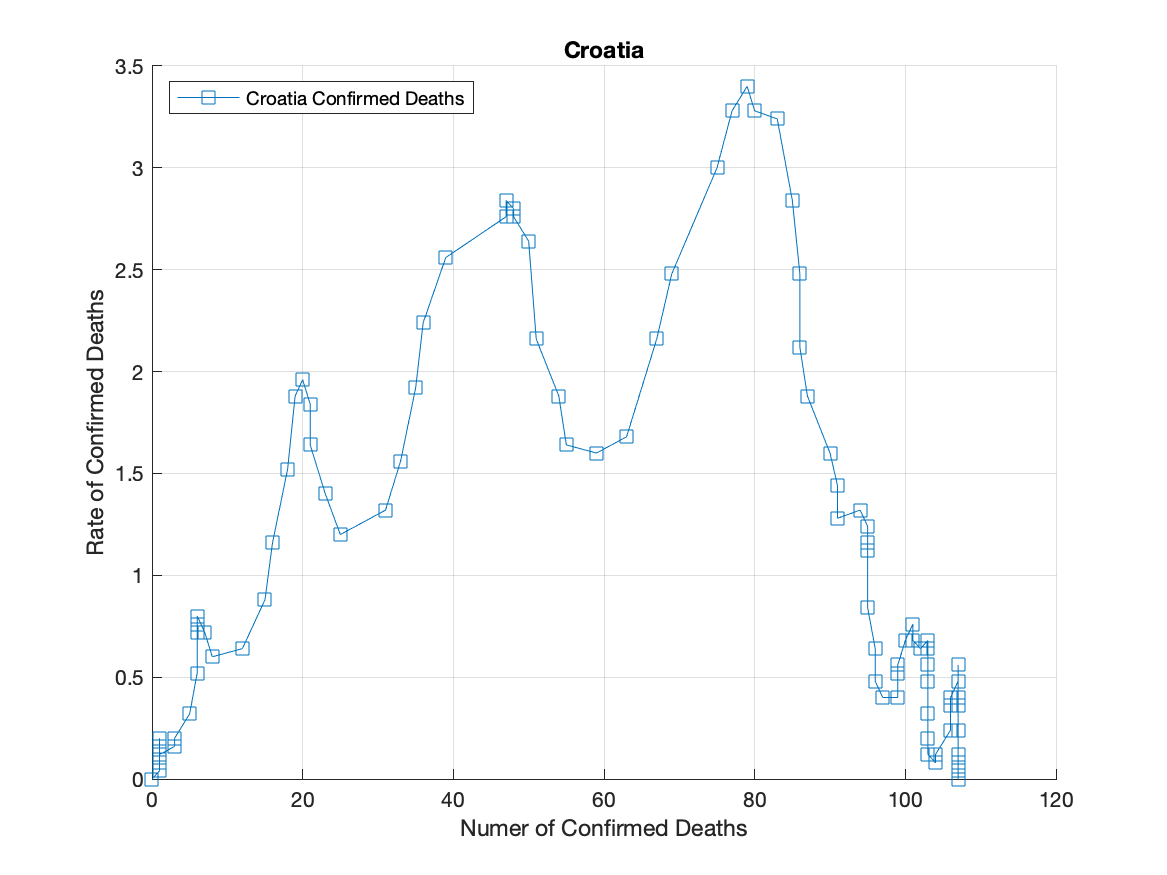 Croatia
Croatia Confirmed Deaths
Rate of Confirmed Deaths
3.5
3
2.5
2
1.5
1
0.5
0
0 20 40 60 80 100 120
Numer of Confirmed Deaths